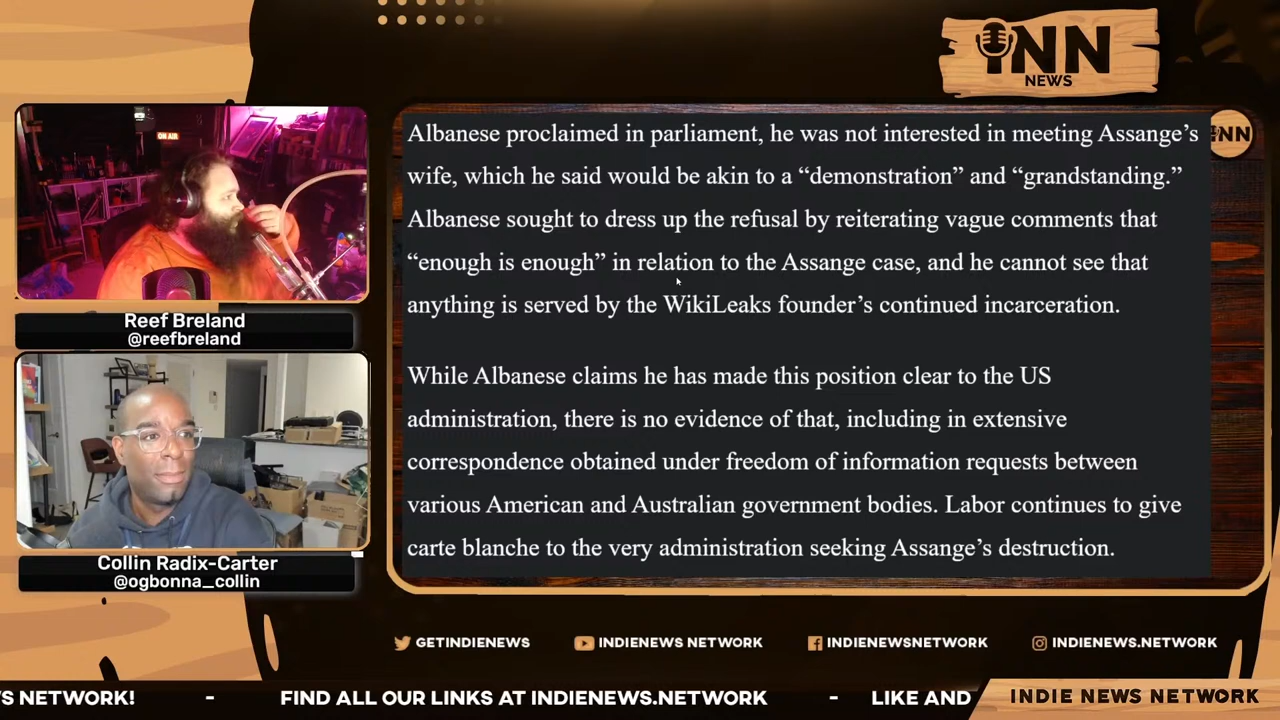 INN
NEWS
ON AIR
Albanese proclaimed in parliament, he was not interested in meeting Assange’s
wife, which he said would be akin to a “demonstration” and “grandstanding.”
Albanese sought to dress up the refusal by reiterating vague comments that
“enough is enough” in relation to the Assange case, and he cannot see that
anything is served by the WikiLeaks founder’s continued incarceration.
While Albanese claims he has made this position clear to the US
administration, there is no evidence of that, including in extensive
correspondence obtained under freedom of information requests between
various American and Australian government bodies. Labor continues to give
carte blanche to the very administration seeking Assange’s destruction.
INN
Reef Breland
@reefbreland
Collin Radix-Carter
@ogbonna_collin
GETINDIENEWS
INDIENEWS NETWORK
INDIENEWSNETWORK
INDIENEWS.NETWORK
S NETWORK! - FIND ALL OUR LINKS AT INDIENEWS.NETWORK - LIKE AND
INDIE NEWS NETWORK